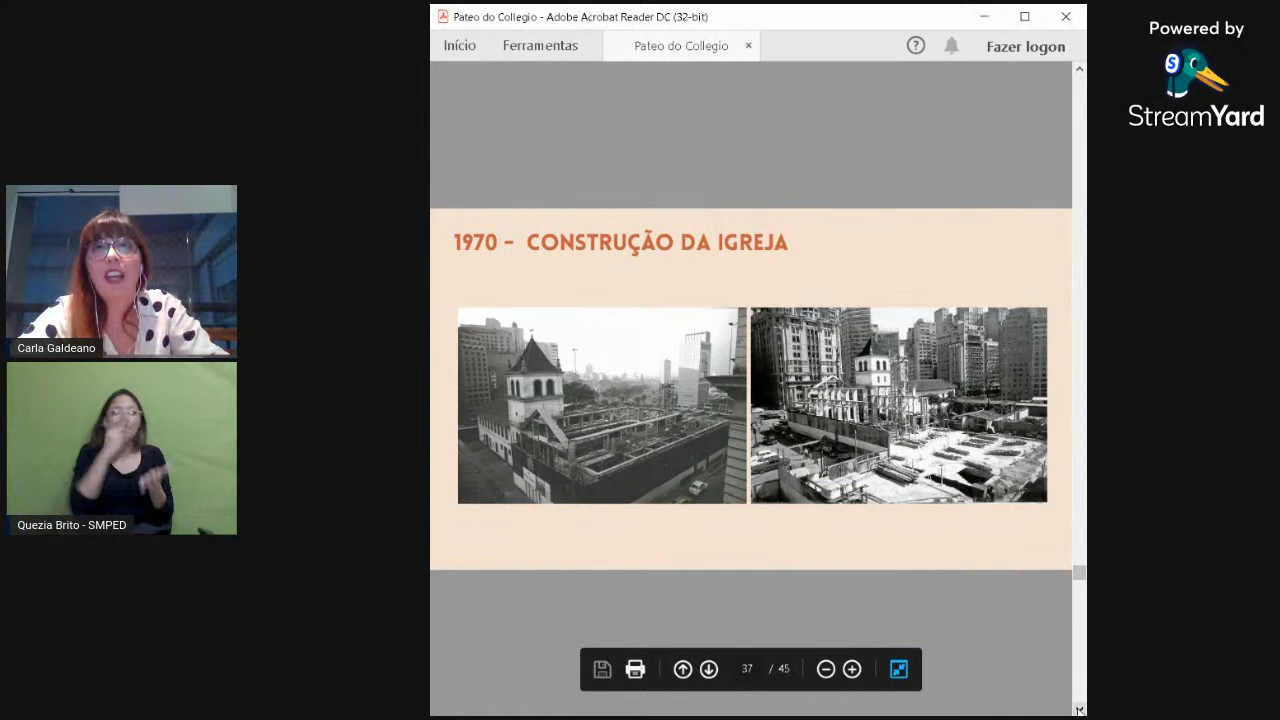 Pateo do Collegio - Adobe Acrobat Reader DC (32-bit)
Início
Ferramentas
Pateo do Collegio
Fazer logon
Powered by
StreamYard
1970 - CONSTRUÇÃO DA IGREJA
Carla Galdeano
Quezia Brito - SMPED
37 / 45